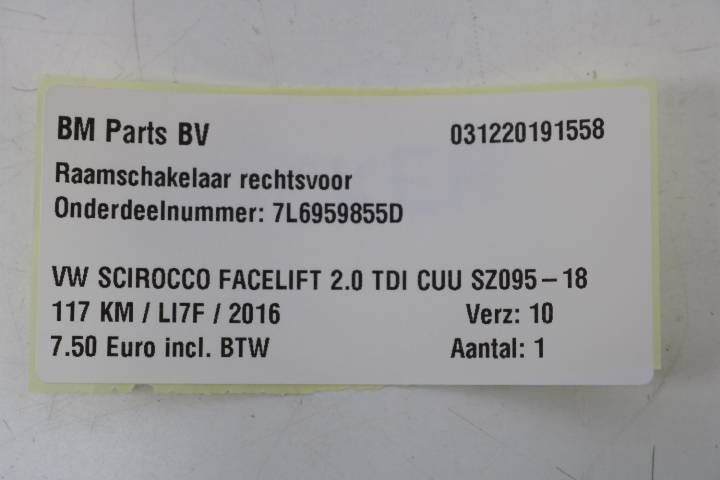 BM Parts BV 031220191558
Raamschakelaar rechtsvoor
Onderdeelnummer: 7L6959855D
VW SCIROCCO FACELIFT 2.0 TDI CUU SZ095-18
117 KM / LI7F / 2016 Verz: 10
7.50 Euro incl. BTW Aantal: 1